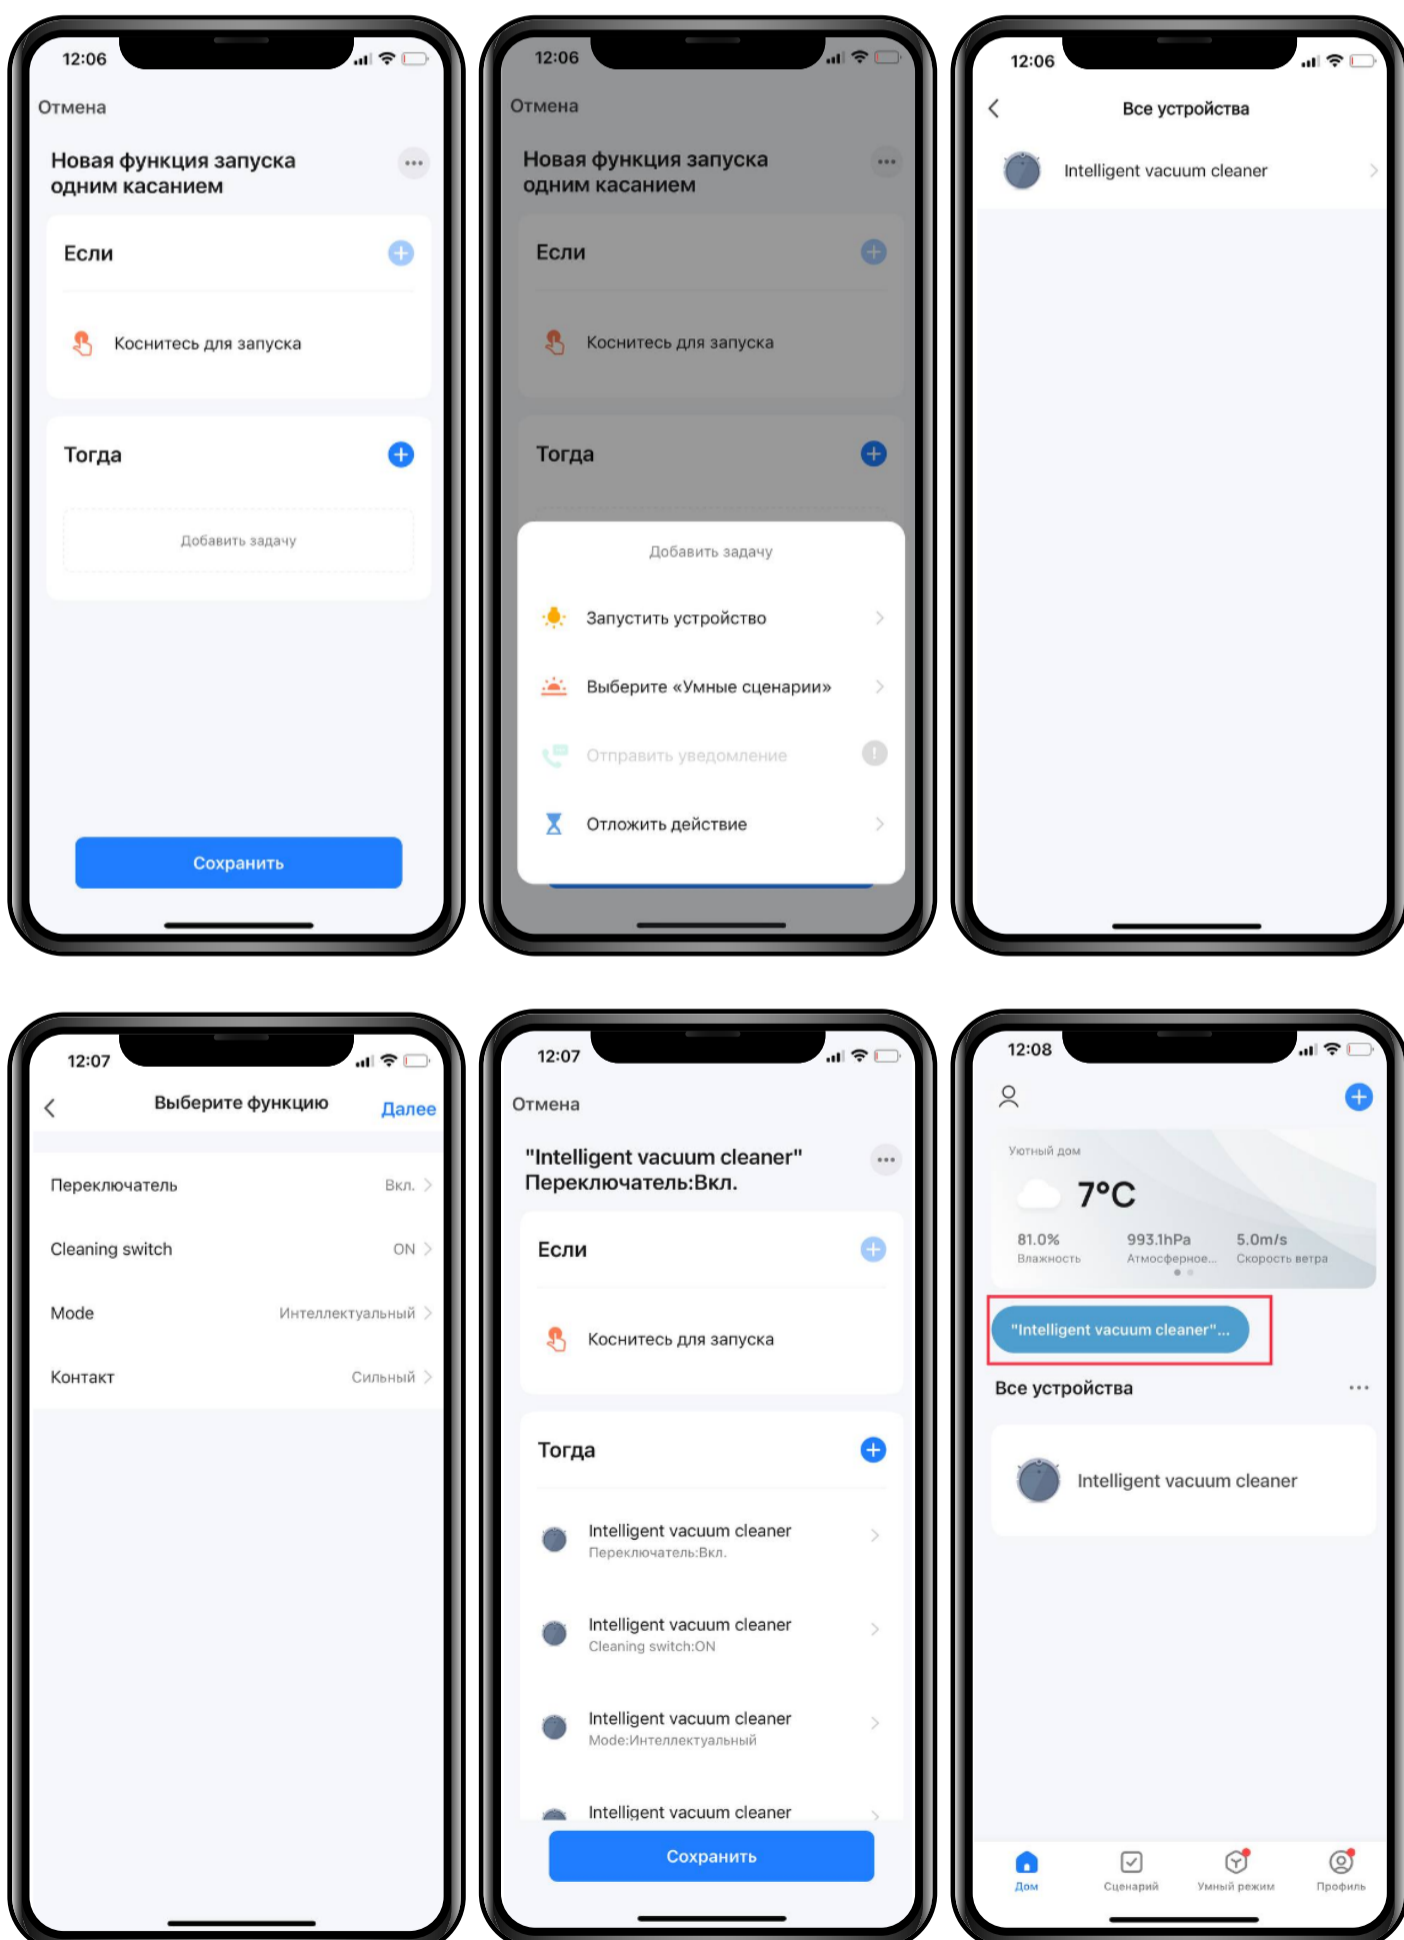 12:06
Отмена
Новая функция запуска
одним касанием
Если
Коснитесь для запуска
Тогда
Добавить задачу
Сохранить
12:06
Отмена
Новая функция запуска
одним касанием
Если
Коснитесь для запуска
Тогда
Добавить задачу
Запустить устройство
Выберите «Умные сценарии»
Отправить уведомление
Отложить действие
12:06
Все устройства
Intelligent vacuum cleaner
12:07
Выберите функцию
Далее
Переключатель Вкл.
Cleaning switch ON
Mode Интеллектуальный
Контакт Сильный
12:07
Отмена
"Intelligent vacuum cleaner"
Переключатель:Вкл.
Если
Коснитесь для запуска
Тогда
Intelligent vacuum cleaner
Переключатель:Вкл.
Intelligent vacuum cleaner
Cleaning switch:ON
Intelligent vacuum cleaner
Mode:Интеллектуальный
Intelligent vacuum cleaner
Сохранить
12:08
Уютный дом
7°C
81.0% 993.1hPa 5.0m/s
Влажность Атмосферное... Скорость ветра
"Intelligent vacuum cleaner"...
Все устройства
Intelligent vacuum cleaner
Дом Сценарий Умный режим Профиль